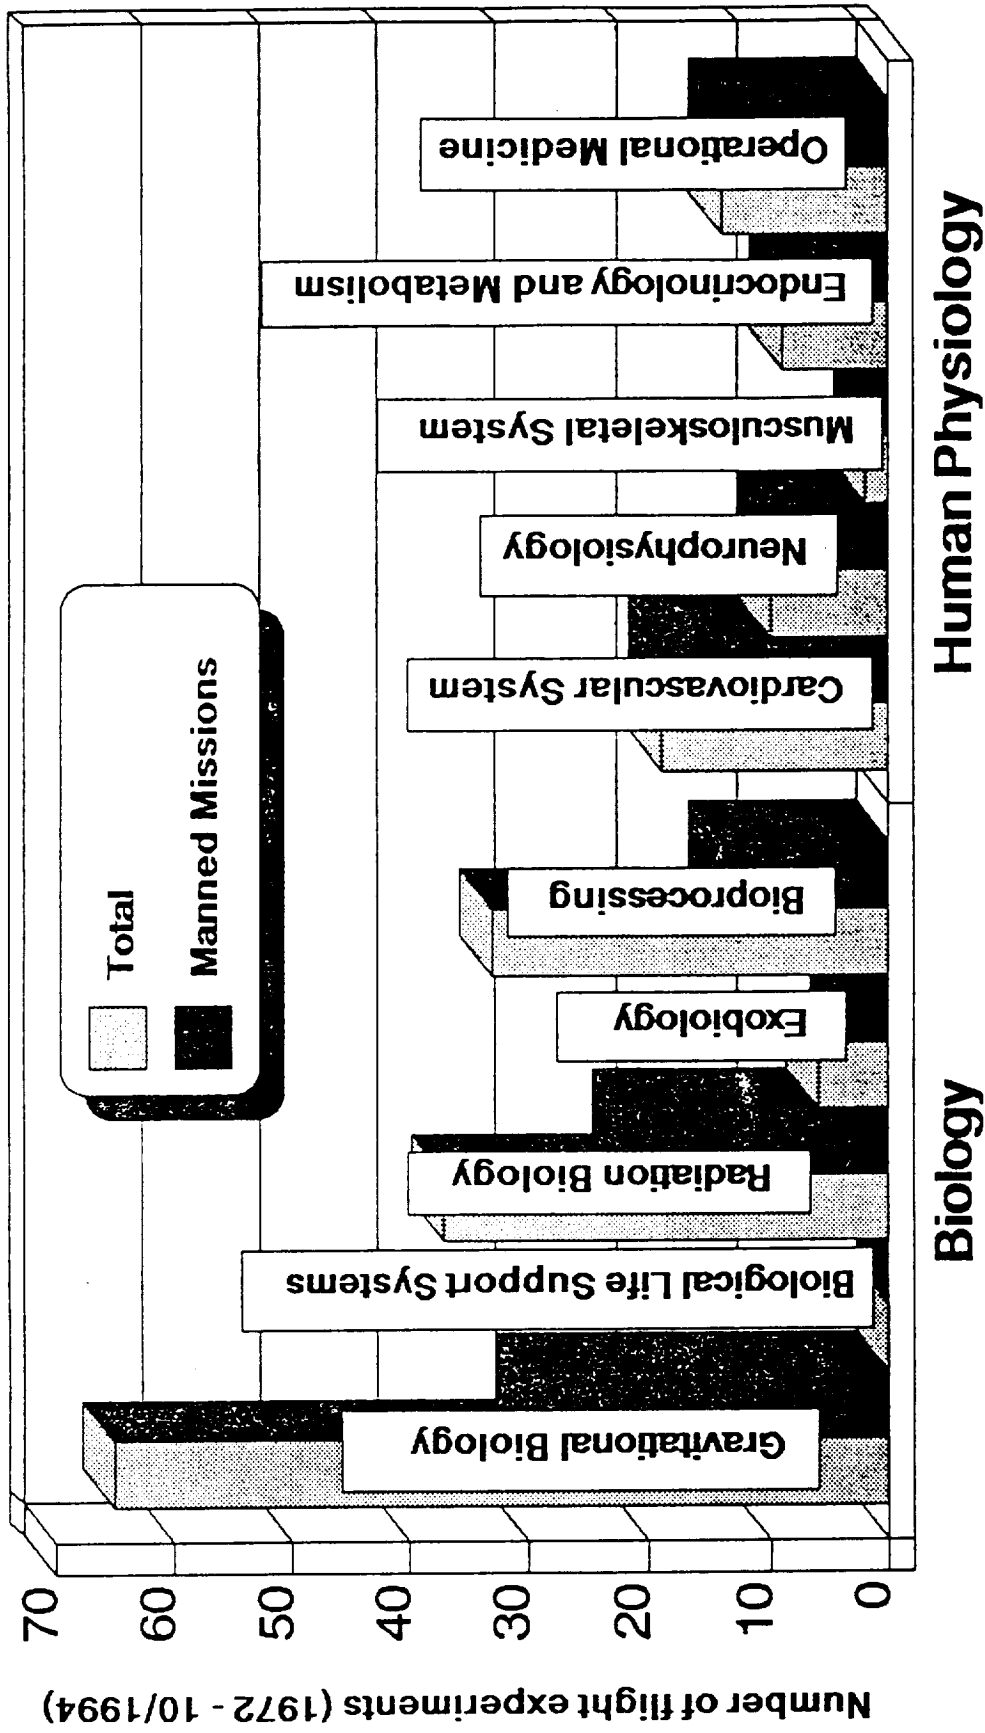 Number of flight experiments (1972 - 10/1994)
70
60
50
40
30
20
10
0
Total
Manned Missions
Gravitational Biology
Biological Life Support Systems
Radiation Biology
Exobiology
Bioprocessing
Cardiovascular System
Neurophysiology
Musculoskeletal System
Endocrinology and Metabolism
Operational Medicine
Biology
Human Physiology